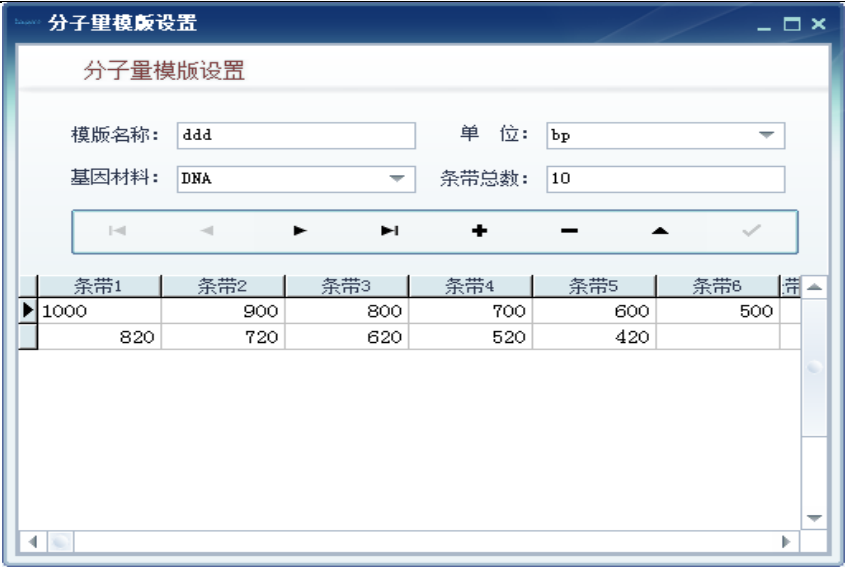 分子里模版设置
分子量模版设置
模版名称: ddd 单 位: bp
基因材料: DNA 条带总数: 10
条带1 条带2 条带3 条带4 条带5 条带6
1000 900 800 700 600 500
820 720 620 520 420